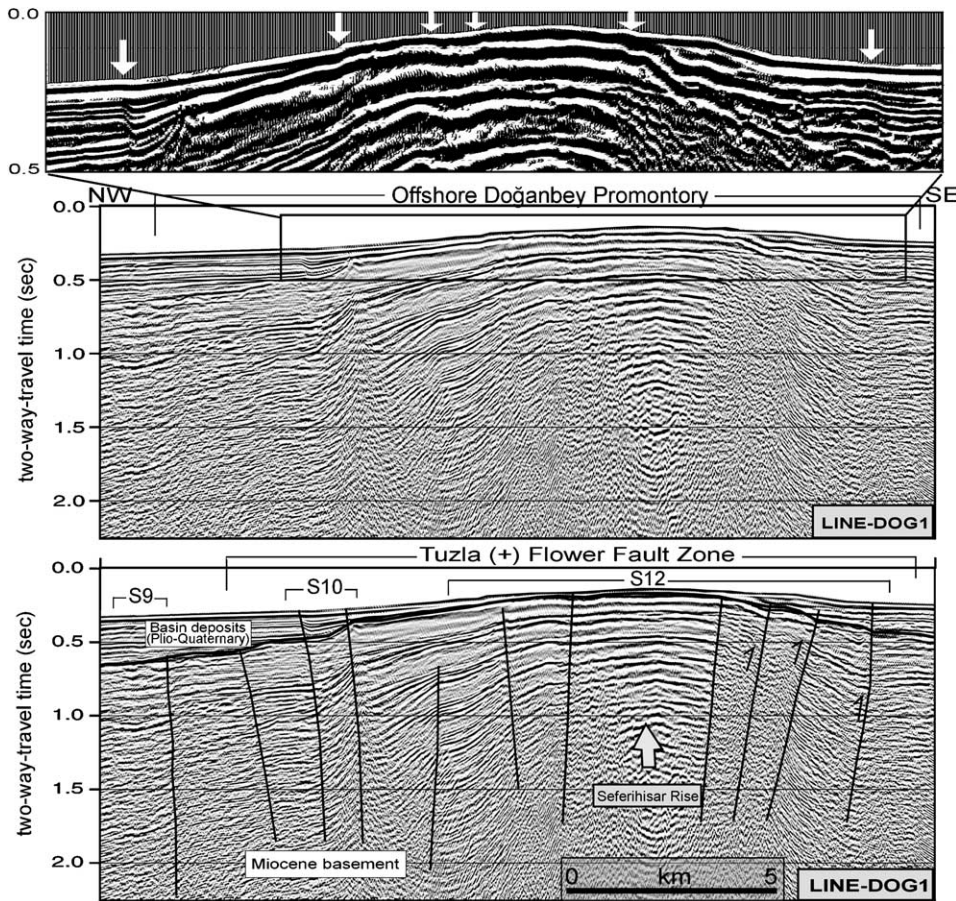 0.0
0.5
NW
Offshore Doğanbey Promontory
SE
0.0
0.5
1.0
1.5
2.0
two-way-travel time (sec)
LINE-DOG1
Tuzla (+) Flower Fault Zone
0.0
S9
S10
S12
Basin deposits
(Plio-Quaternary)
0.5
1.0
1.5
2.0
two-way-travel time (sec)
Seferihisar Rise
Miocene basement
0 km 5
LINE-DOG1